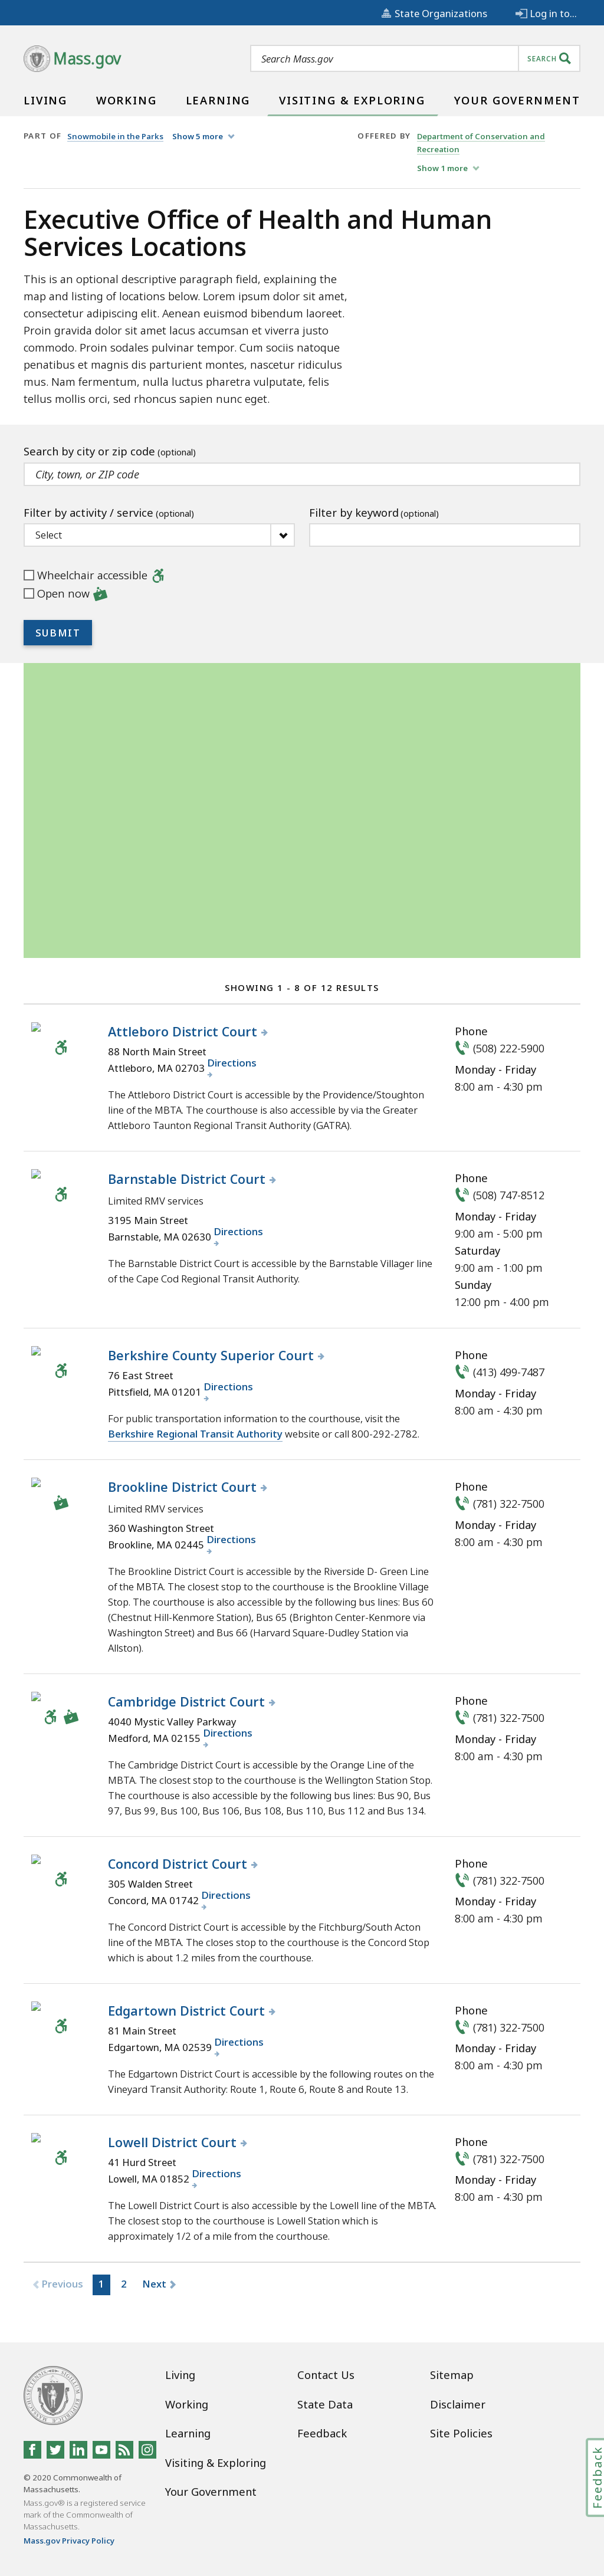 State Organizations
Log in to...
Mass.gov
Search Mass.gov
SEARCH
LIVING
WORKING
LEARNING
VISITING & EXPLORING
YOUR GOVERNMENT
PART OF
Snowmobile in the Parks
Show 5 more
OFFERED BY
Department of Conservation and
Recreation
Show 1 more
Executive Office of Health and Human
Services Locations
This is an optional descriptive paragraph field, explaining the
map and listing of locations below. Lorem ipsum dolor sit amet,
consectetur adipiscing elit. Aenean euismod bibendum laoreet.
Proin gravida dolor sit amet lacus accumsan et viverra justo
commodo. Proin sodales pulvinar tempor. Cum sociis natoque
penatibus et magnis dis parturient montes, nascetur ridiculus
mus. Nam fermentum, nulla luctus pharetra vulputate, felis
tellus mollis orci, sed rhoncus sapien nunc eget.
Search by city or zip code (optional)
City, town, or ZIP code
Filter by activity / service (optional)
Select
Filter by keyword (optional)
Wheelchair accessible
Open now
SUBMIT
SHOWING 1 - 8 OF 12 RESULTS
Attleboro District Court
88 North Main Street
Attleboro, MA 02703 Directions
The Attleboro District Court is accessible by the Providence/Stoughton
line of the MBTA. The courthouse is also accessible by via the Greater
Attleboro Taunton Regional Transit Authority (GATRA).
Phone
(508) 222-5900
Monday - Friday
8:00 am - 4:30 pm
Barnstable District Court
Limited RMV services
3195 Main Street
Barnstable, MA 02630 Directions
The Barnstable District Court is accessible by the Barnstable Villager line
of the Cape Cod Regional Transit Authority.
Phone
(508) 747-8512
Monday - Friday
9:00 am - 5:00 pm
Saturday
9:00 am - 1:00 pm
Sunday
12:00 pm - 4:00 pm
Berkshire County Superior Court
76 East Street
Pittsfield, MA 01201 Directions
For public transportation information to the courthouse, visit the
Berkshire Regional Transit Authority website or call 800-292-2782.
Phone
(413) 499-7487
Monday - Friday
8:00 am - 4:30 pm
Brookline District Court
Limited RMV services
360 Washington Street
Brookline, MA 02445 Directions
The Brookline District Court is accessible by the Riverside D- Green Line
of the MBTA. The closest stop to the courthouse is the Brookline Village
Stop. The courthouse is also accessible by the following bus lines: Bus 60
(Chestnut Hill-Kenmore Station), Bus 65 (Brighton Center-Kenmore via
Washington Street) and Bus 66 (Harvard Square-Dudley Station via
Allston).
Phone
(781) 322-7500
Monday - Friday
8:00 am - 4:30 pm
Cambridge District Court
4040 Mystic Valley Parkway
Medford, MA 02155 Directions
The Cambridge District Court is accessible by the Orange Line of the
MBTA. The closest stop to the courthouse is the Wellington Station Stop.
The courthouse is also accessible by the following bus lines: Bus 90, Bus
97, Bus 99, Bus 100, Bus 106, Bus 108, Bus 110, Bus 112 and Bus 134.
Phone
(781) 322-7500
Monday - Friday
8:00 am - 4:30 pm
Concord District Court
305 Walden Street
Concord, MA 01742 Directions
The Concord District Court is accessible by the Fitchburg/South Acton
line of the MBTA. The closes stop to the courthouse is the Concord Stop
which is about 1.2 miles from the courthouse.
Phone
(781) 322-7500
Monday - Friday
8:00 am - 4:30 pm
Edgartown District Court
81 Main Street
Edgartown, MA 02539 Directions
The Edgartown District Court is accessible by the following routes on the
Vineyard Transit Authority: Route 1, Route 6, Route 8 and Route 13.
Phone
(781) 322-7500
Monday - Friday
8:00 am - 4:30 pm
Lowell District Court
41 Hurd Street
Lowell, MA 01852 Directions
The Lowell District Court is also accessible by the Lowell line of the MBTA.
The closest stop to the courthouse is Lowell Station which is
approximately 1/2 of a mile from the courthouse.
Phone
(781) 322-7500
Monday - Friday
8:00 am - 4:30 pm
Previous 1 2 Next
Living
Working
Learning
Visiting & Exploring
Your Government
Contact Us
State Data
Feedback
Sitemap
Disclaimer
Site Policies
© 2020 Commonwealth of
Massachusetts.
Mass.gov® is a registered service
mark of the Commonwealth of
Massachusetts.
Mass.gov Privacy Policy
Feedback